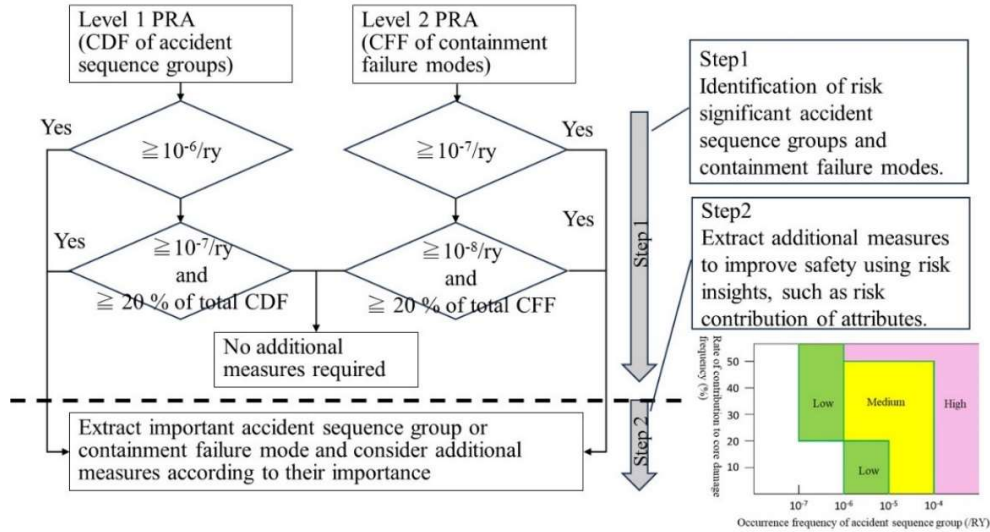 Level 1 PRA
(CDF of accident
sequence groups)
Level 2 PRA
(CFF of containment
failure modes)
Yes
≧10⁻⁶/ry
≧10⁻⁷/ry
Yes
Yes
≧10⁻⁷/ry
and
≧ 20 % of total CDF
≧10⁻⁸/ry
and
≧ 20 % of total CFF
Yes
No additional
measures required
Extract important accident sequence group or
containment failure mode and consider additional
measures according to their importance
Step 1
Step 2
Step1
Identification of risk
significant accident
sequence groups and
containment failure modes.
Step2
Extract additional measures
to improve safety using risk
insights, such as risk
contribution of attributes.
Rate of contribution to core damage
frequency (%)
50
40
30
20
10
Low
Medium
High
Low
10⁻⁷
10⁻⁶
10⁻⁵
10⁻⁴
Occurrence frequency of accident sequence group (/RY)